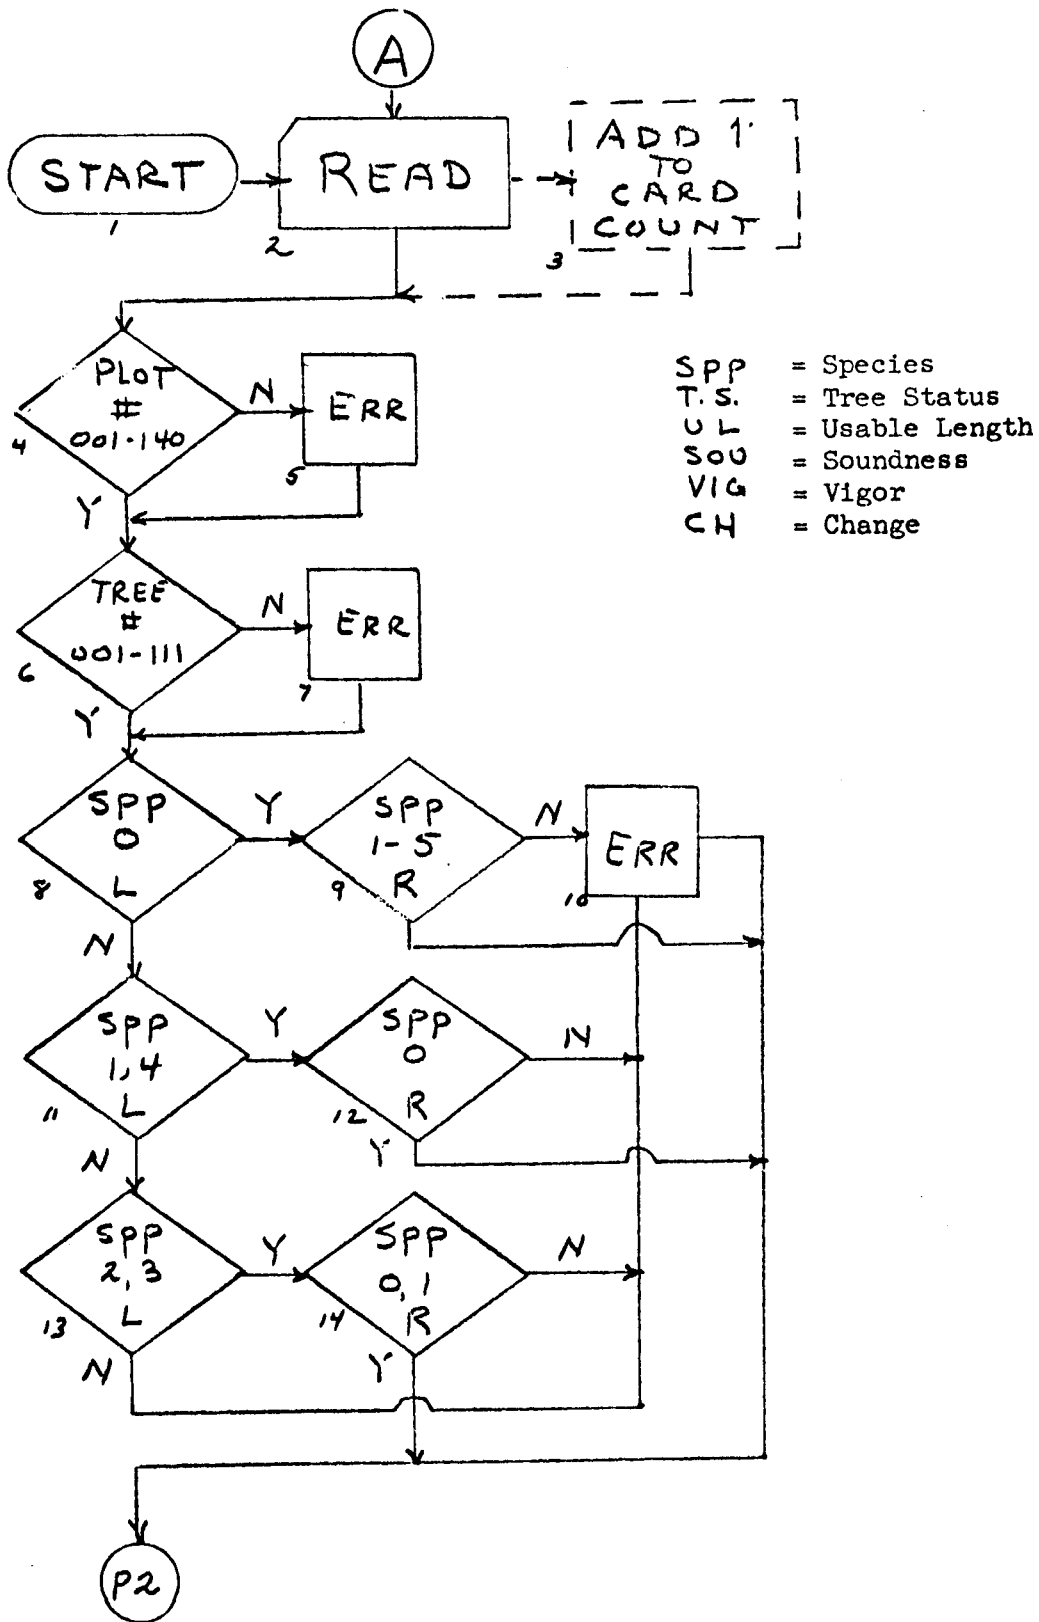 A
START
1
READ
2
ADD 1
TO
CARD
COUNT
3
PLOT
#
001-140
4
N
ERR
5
Y
SPP = Species
T.S. = Tree Status
UL = Usable Length
SOU = Soundness
VIG = Vigor
CH = Change
TREE
#
001-111
6
N
ERR
7
Y
SPP
0
L
8
Y
SPP
1-5
R
9
N
ERR
10
N
SPP
1,4
L
11
Y
SPP
0
R
12
N
Y
N
SPP
2,3
L
13
Y
SPP
0,1
R
14
N
N
Y
P2